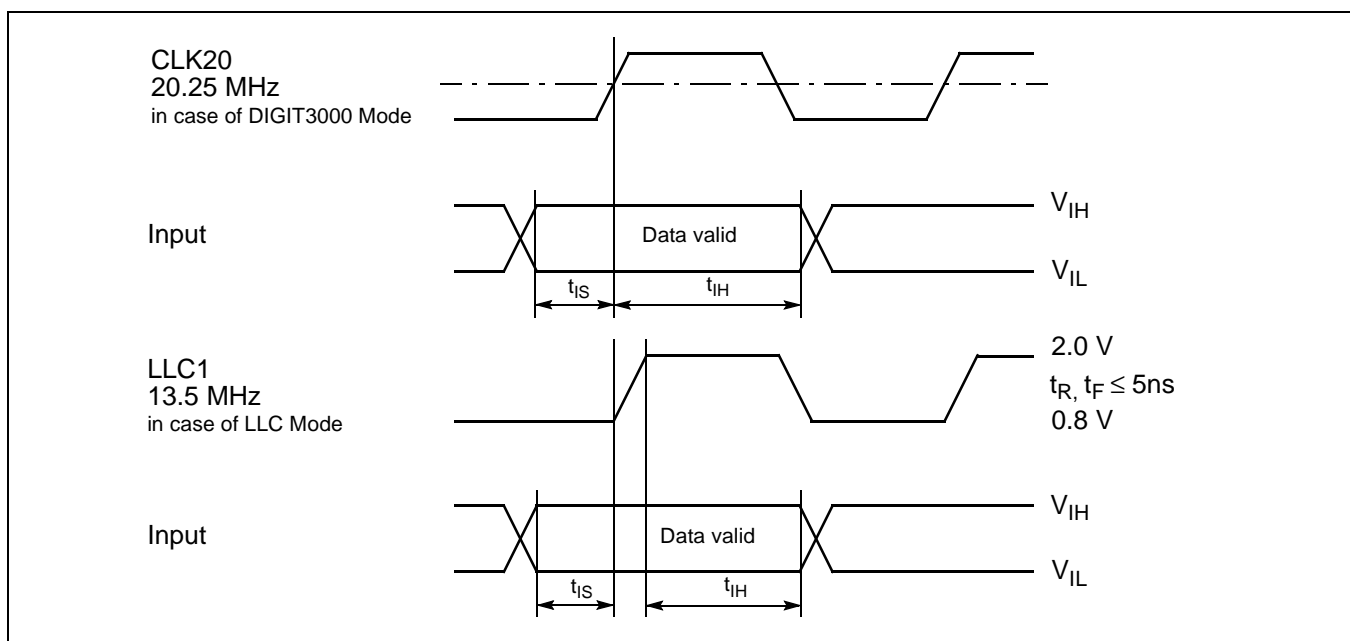 CLK20
20.25 MHz
in case of DIGIT3000 Mode
Input
Data valid
V_IH
V_IL
t_IS
t_IH
LLC1
13.5 MHz
in case of LLC Mode
2.0 V
t_R, t_F ≤ 5ns
0.8 V
Input
Data valid
V_IH
V_IL
t_IS
t_IH